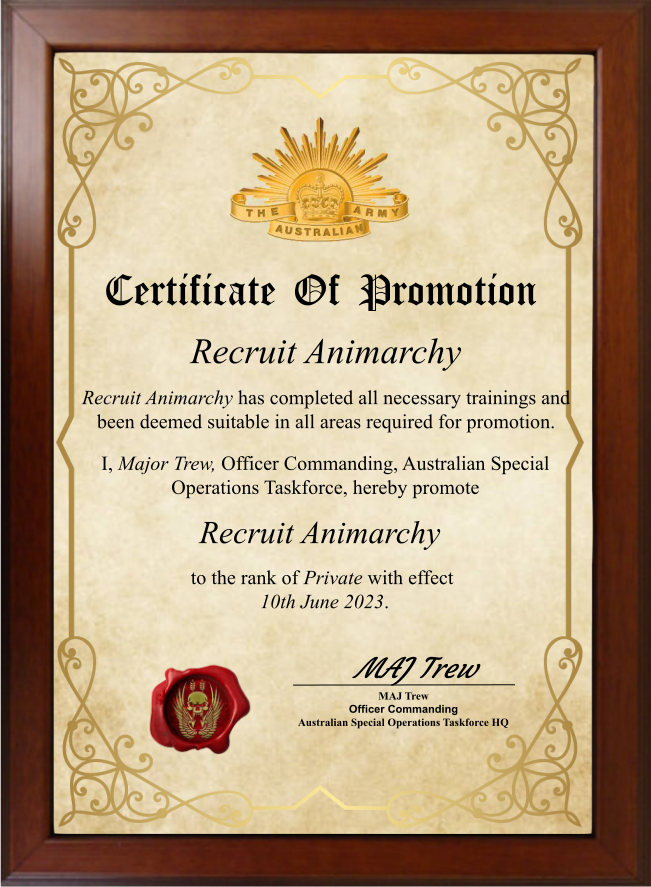 THE ARMY
AUSTRALIAN
Certificate Of Promotion
Recruit Animarchy
Recruit Animarchy has completed all necessary trainings and
been deemed suitable in all areas required for promotion.
I, Major Trew, Officer Commanding, Australian Special
Operations Taskforce, hereby promote
Recruit Animarchy
to the rank of Private with effect
10th June 2023.
MAJ Trew
MAJ Trew
Officer Commanding
Australian Special Operations Taskforce HQ